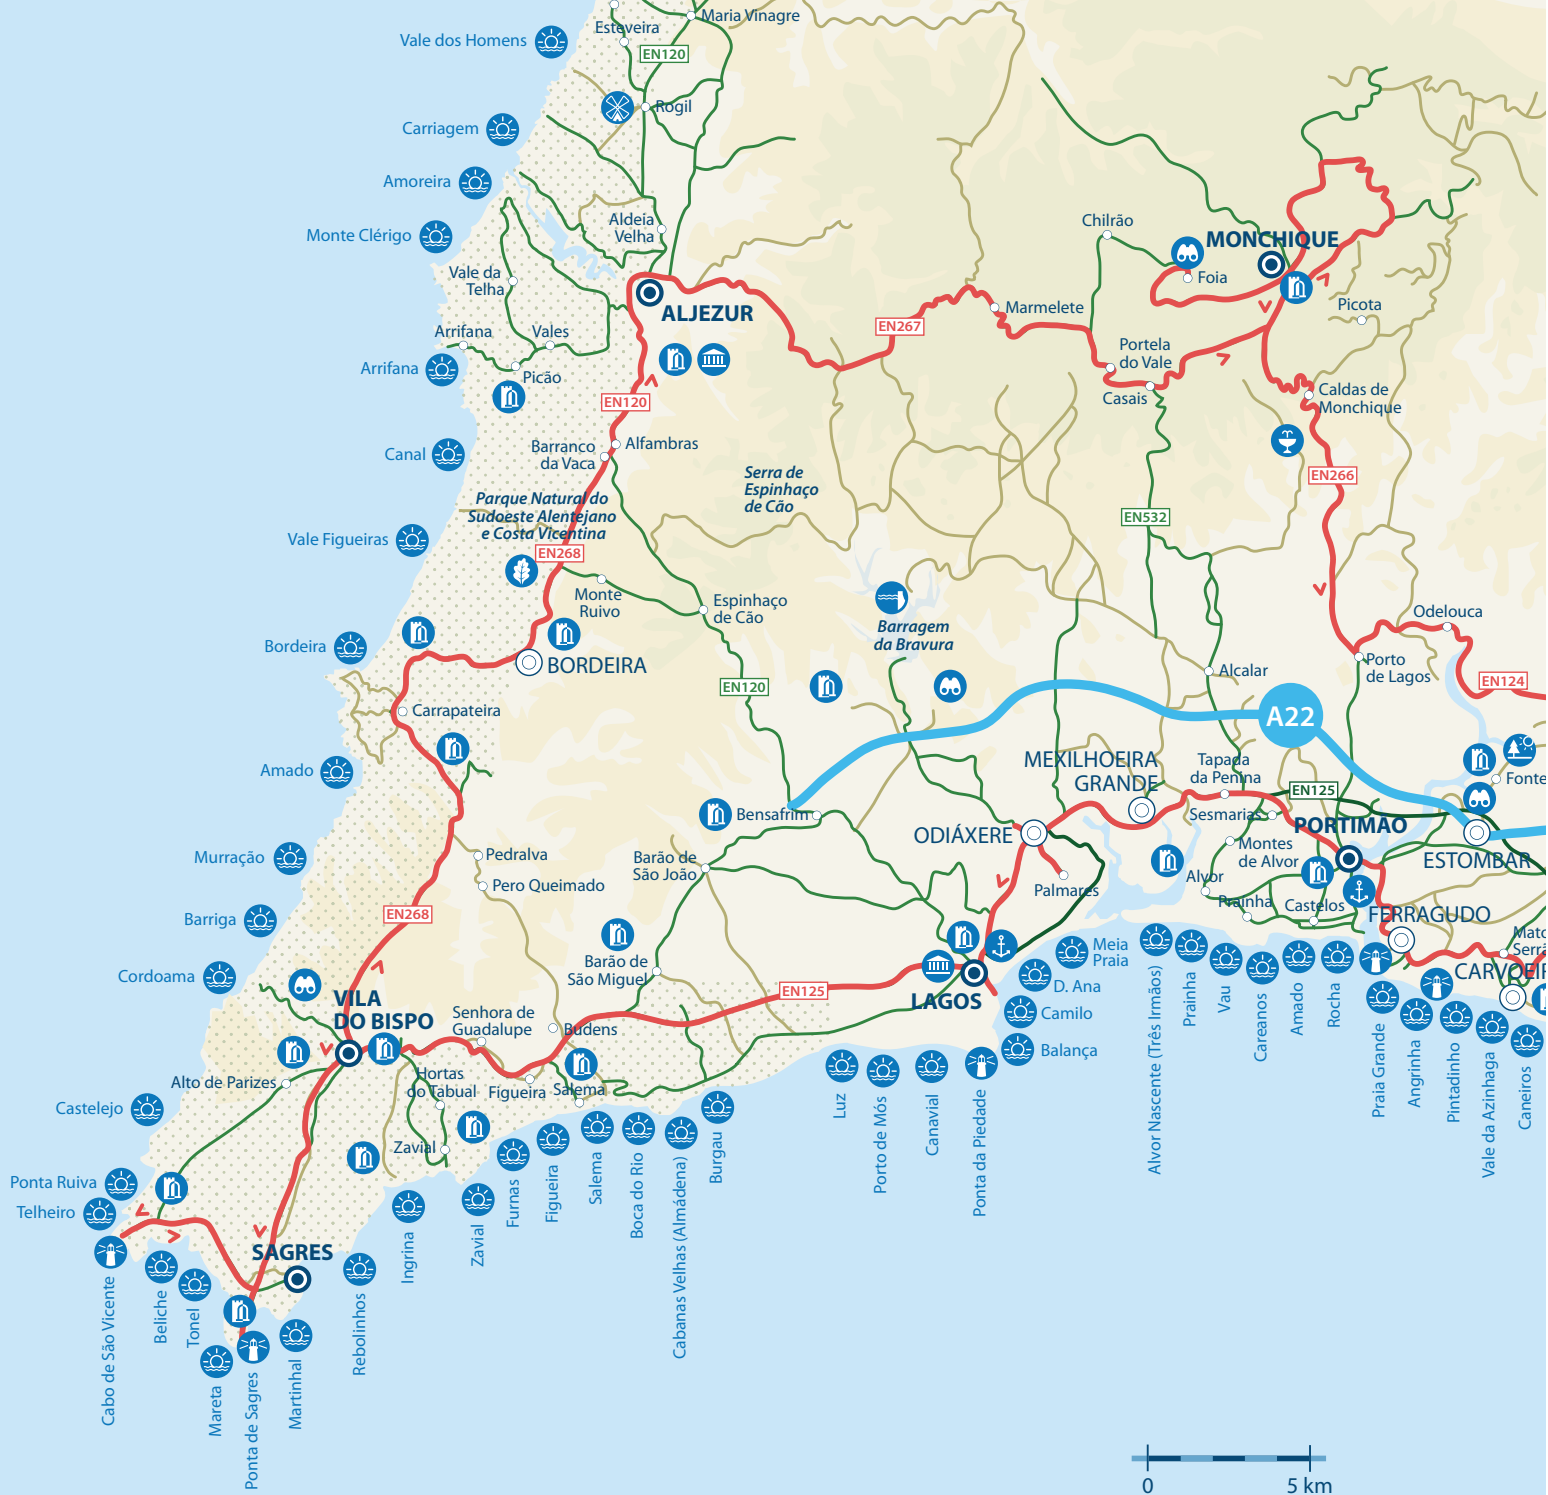 Maria Vinagre
Esteveira
Vale dos Homens
EN120
Rogil
Carriagem
Amoreira
Aldeia
Velha
Chilrão
Monte Clérigo
MONCHIQUE
Vale da
Telha
Foia
ALJEZUR
Marmelete
Picota
Arrifana
Vales
EN267
Portela
do Vale
Arrifana
Picão
Casais
Caldas de
Monchique
EN120
Barranco
da Vaca
Alfambras
Canal
Serra de
Espinhaço
de Cão
EN266
Parque Natural do
Sudoeste Alentejano
e Costa Vicentina
EN532
Vale Figueiras
EN268
Monte
Ruivo
Espinhaço
de Cão
Odelouca
Barragem
da Bravura
Bordeira
BORDEIRA
Alcalar
Porto
de Lagos
EN120
EN124
Carrapateira
A22
MEXILHOEIRA
GRANDE
Tapada
da Penina
Amado
Fonte
EN125
Bensafrim
Sesmarias
PORTIMÃO
ODIÁXERE
Montes
de Alvor
ESTOMBAR
Murração
Pedralva
Barão de
São João
Pero Queimado
Palmares
Alvor
Prainha
Castelos
EN268
FERRAGUDO
Barriga
Mato
Serrã
Meia
Praia
Barão de
São Miguel
Cordoama
CARVOEIR
EN125
D. Ana
VILA
DO BISPO
LAGOS
Camilo
Senhora de
Guadalupe
Budens
Balança
Alto de Parizes
Hortas
do Tabual
Figueira
Salema
Castelejo
Zavial
Ponta Ruiva
Telheiro
SAGRES
Cabo de São Vicente
Beliche
Tonel
Mareta
Ponta de Sagres
Martinhal
Rebolinhos
Ingrina
Zavial
Furnas
Figueira
Salema
Boca do Rio
Cabanas Velhas (Almádena)
Burgau
Luz
Porto de Mós
Canavial
Ponta da Piedade
Alvor Nascente (Três Irmãos)
Prainha
Vau
Careanos
Amado
Rocha
Praia Grande
Angrinha
Pintadinho
Vale da Azinhaga
Caneiros
0
5 km